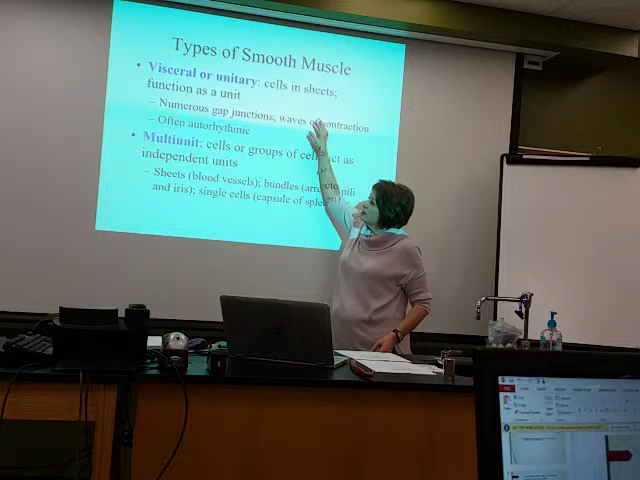 Types of Smooth Muscle
• Visceral or unitary: cells in sheets;
function as a unit
– Numerous gap junctions; waves contraction
– Often autorhythmic
• Multiunit: cells or groups of as
independent units
– Sheets (blood vessels); bundles pili
and iris); single cells (capsule of